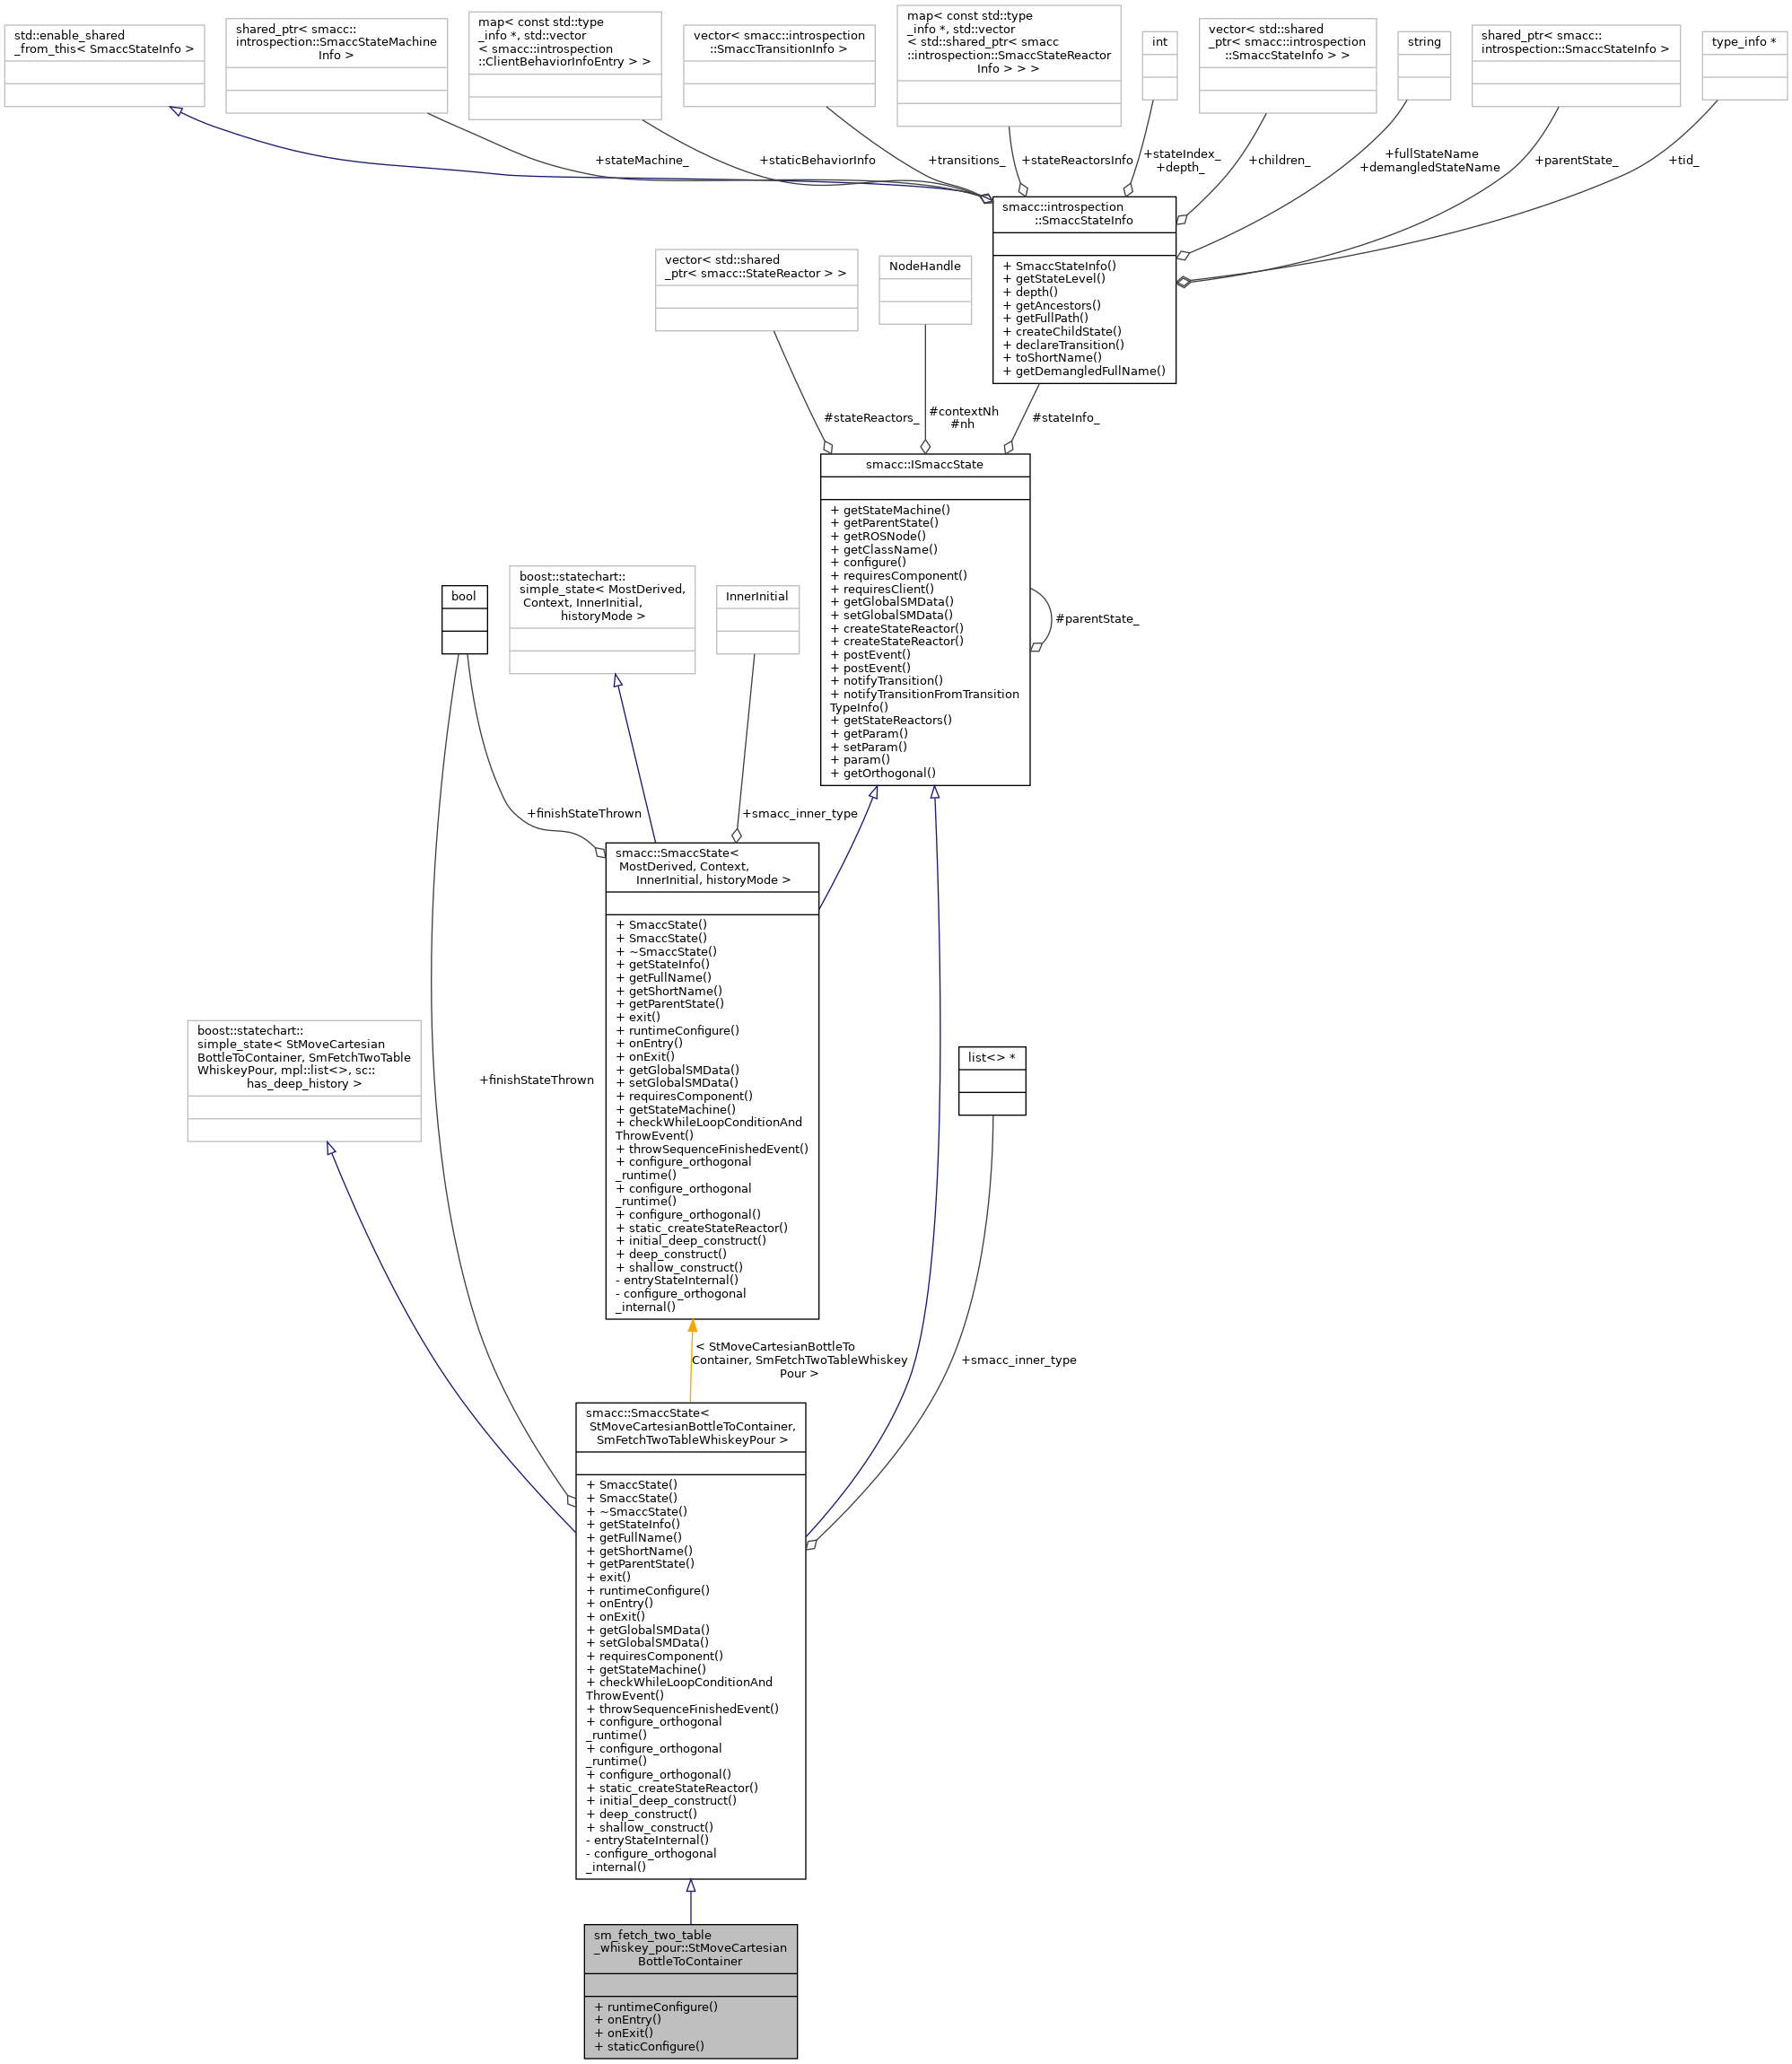 std::enable_shared
_from_this< SmaccStateInfo >
shared_ptr< smacc::
introspection::SmaccStateMachine
Info >
map< const std::type
_info *, std::vector
< smacc::introspection
::ClientBehaviorInfoEntry > >
vector< smacc::introspection
::SmaccTransitionInfo >
map< const std::type
_info *, std::vector
< std::shared_ptr< smacc
::introspection::SmaccStateReactor
Info > > >
int
vector< std::shared
_ptr< smacc::introspection
::SmaccStateInfo > >
string
shared_ptr< smacc::
introspection::SmaccStateInfo >
type_info *
+stateMachine_
+staticBehaviorInfo
+transitions_
+stateReactorsInfo
+stateIndex_
+depth_
+children_
+fullStateName
+demangledStateName
+parentState_
+tid_
smacc::introspection
::SmaccStateInfo
+ SmaccStateInfo()
+ getStateLevel()
+ depth()
+ getAncestors()
+ getFullPath()
+ createChildState()
+ declareTransition()
+ toShortName()
+ getDemangledFullName()
vector< std::shared
_ptr< smacc::StateReactor > >
NodeHandle
#stateReactors_
#contextNh
#nh
#stateInfo_
smacc::ISmaccState
+ getStateMachine()
+ getParentState()
+ getROSNode()
+ getClassName()
+ configure()
+ requiresComponent()
+ requiresClient()
+ getGlobalSMData()
+ setGlobalSMData()
+ createStateReactor()
+ createStateReactor()
+ postEvent()
+ postEvent()
+ notifyTransition()
+ notifyTransitionFromTransition
TypeInfo()
+ getStateReactors()
+ getParam()
+ setParam()
+ param()
+ getOrthogonal()
#parentState_
bool
boost::statechart::
simple_state< MostDerived,
Context, InnerInitial,
historyMode >
InnerInitial
+finishStateThrown
+smacc_inner_type
smacc::SmaccState<
MostDerived, Context,
InnerInitial, historyMode >
+ SmaccState()
+ SmaccState()
+ ~SmaccState()
+ getStateInfo()
+ getFullName()
+ getShortName()
+ getParentState()
+ exit()
+ runtimeConfigure()
+ onEntry()
+ onExit()
+ getGlobalSMData()
+ setGlobalSMData()
+ requiresComponent()
+ getStateMachine()
+ checkWhileLoopConditionAnd
ThrowEvent()
+ throwSequenceFinishedEvent()
+ configure_orthogonal
_runtime()
+ configure_orthogonal
_runtime()
+ configure_orthogonal()
+ static_createStateReactor()
+ initial_deep_construct()
+ deep_construct()
+ shallow_construct()
- entryStateInternal()
- configure_orthogonal
_internal()
boost::statechart::
simple_state< StMoveCartesian
BottleToContainer, SmFetchTwoTable
WhiskeyPour, mpl::list<>, sc::
has_deep_history >
+finishStateThrown
list<> *
< StMoveCartesianBottleTo
Container, SmFetchTwoTableWhiskey
Pour >
+smacc_inner_type
smacc::SmaccState<
StMoveCartesianBottleToContainer,
SmFetchTwoTableWhiskeyPour >
+ SmaccState()
+ SmaccState()
+ ~SmaccState()
+ getStateInfo()
+ getFullName()
+ getShortName()
+ getParentState()
+ exit()
+ runtimeConfigure()
+ onEntry()
+ onExit()
+ getGlobalSMData()
+ setGlobalSMData()
+ requiresComponent()
+ getStateMachine()
+ checkWhileLoopConditionAnd
ThrowEvent()
+ throwSequenceFinishedEvent()
+ configure_orthogonal
_runtime()
+ configure_orthogonal
_runtime()
+ configure_orthogonal()
+ static_createStateReactor()
+ initial_deep_construct()
+ deep_construct()
+ shallow_construct()
- entryStateInternal()
- configure_orthogonal
_internal()
sm_fetch_two_table
_whiskey_pour::StMoveCartesian
BottleToContainer
+ runtimeConfigure()
+ onEntry()
+ onExit()
+ staticConfigure()